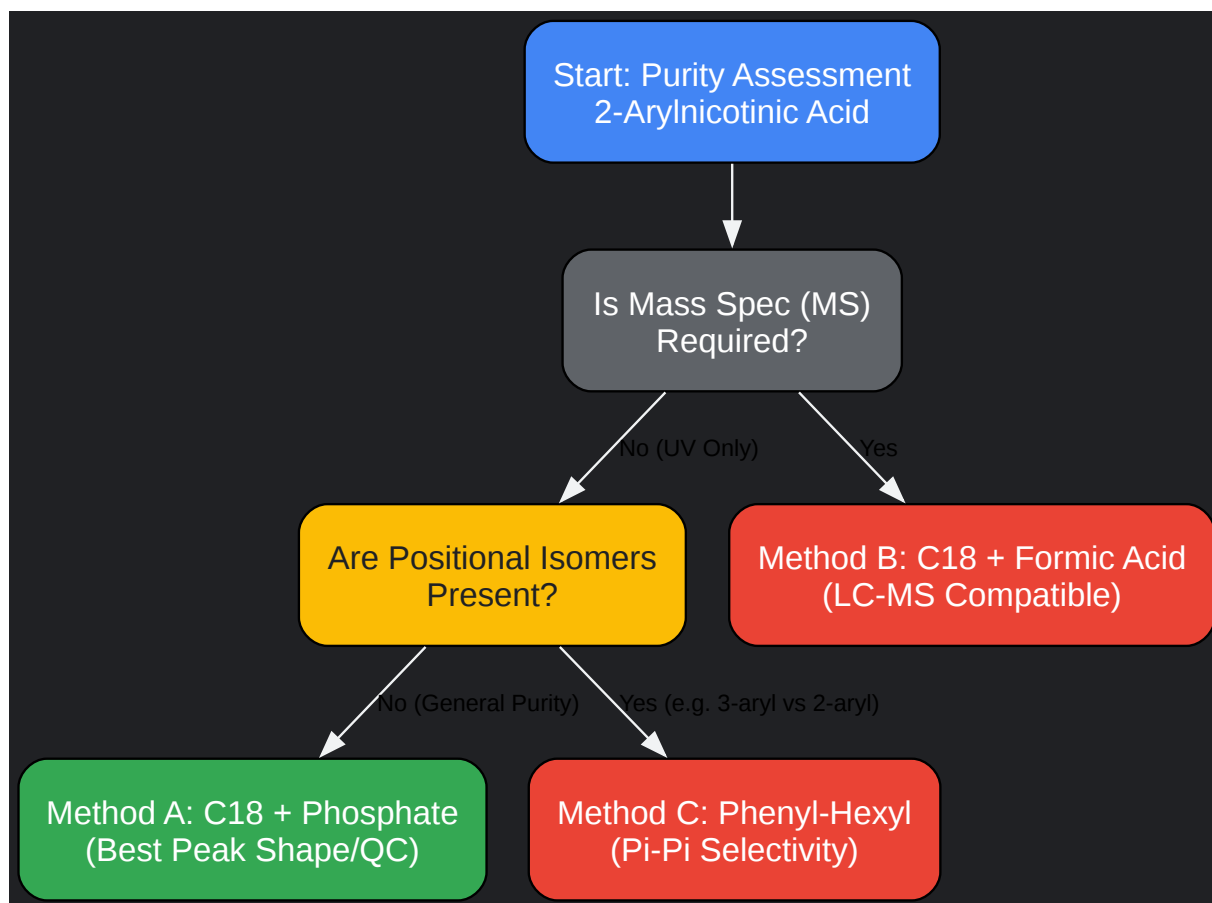 Start: Purity Assessment
2-Arylnicotinic Acid
Is Mass Spec (MS)
Required?
No (UV Only)
Yes
Are Positional Isomers
Present?
Method B: C18 + Formic Acid
(LC-MS Compatible)
No (General Purity)
Yes (e.g. 3-aryl vs 2-aryl)
Method A: C18 + Phosphate
(Best Peak Shape/QC)
Method C: Phenyl-Hexyl
(Pi-Pi Selectivity)